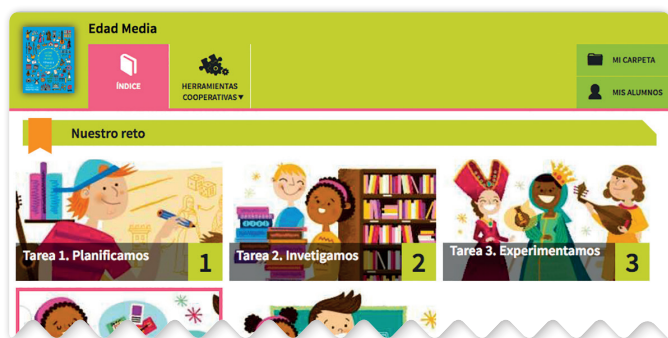 Edad Media
ÍNDICE
HERRAMIENTAS
COOPERATIVAS▼
MI CARPETA
MIS ALUMNOS
Nuestro reto
Tarea 1. Planificamos
1
Tarea 2. Invetigamos
2
Tarea 3. Experimentamos
3